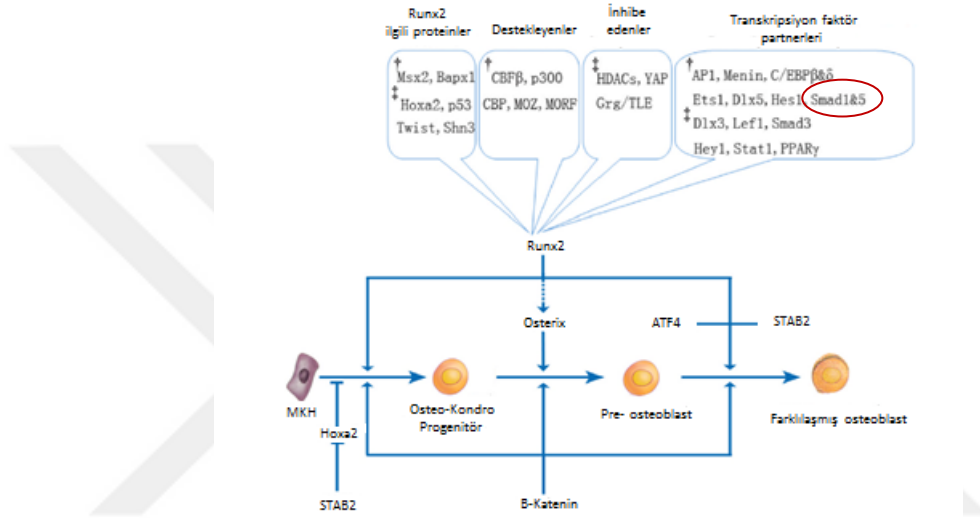 Runx2
ilgili proteinler
Destekleyenler
İnhibe
edenler
Transkripsiyon faktör
partnerleri
†
Msx2, Bapx1
‡
Hoxa2, p53
Twist, Shn3
†
CBFβ, p300
CBP, MOZ, MORF
‡
HDACs, YAP
Grg/TLE
†
AP1, Menin, C/EBPβ&δ
Ets1, Dlx5, Hes1, Smad1&5
‡
Dlx3, Lef1, Smad3
Hey1, Stat1, PPARγ
Runx2
Osterix
ATF4
STAB2
MKH
Osteo-Kondro
Progenitör
Pre- osteoblast
Farklılaşmış osteoblast
Hoxa2
STAB2
B-Katenin